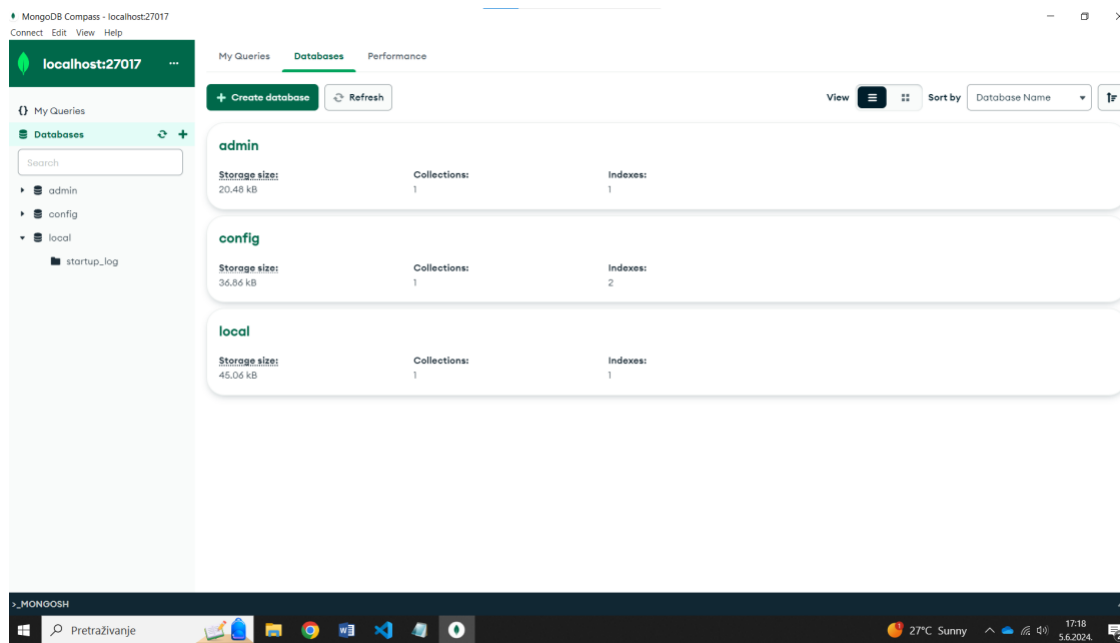 MongoDB Compass - localhost:27017
Connect Edit View Help
localhost:27017 ...
My Queries Databases Performance
+ Create database Refresh
View Sort by Database Name
{} My Queries
Databases
Search
admin
config
local
startup_log
admin
Storage size: Collections: Indexes:
20.48 kB 1 1
config
Storage size: Collections: Indexes:
36.86 kB 1 2
local
Storage size: Collections: Indexes:
45.06 kB 1 1
>_MONGOSH
Pretraživanje
27°C Sunny
17:18
5.6.2024.